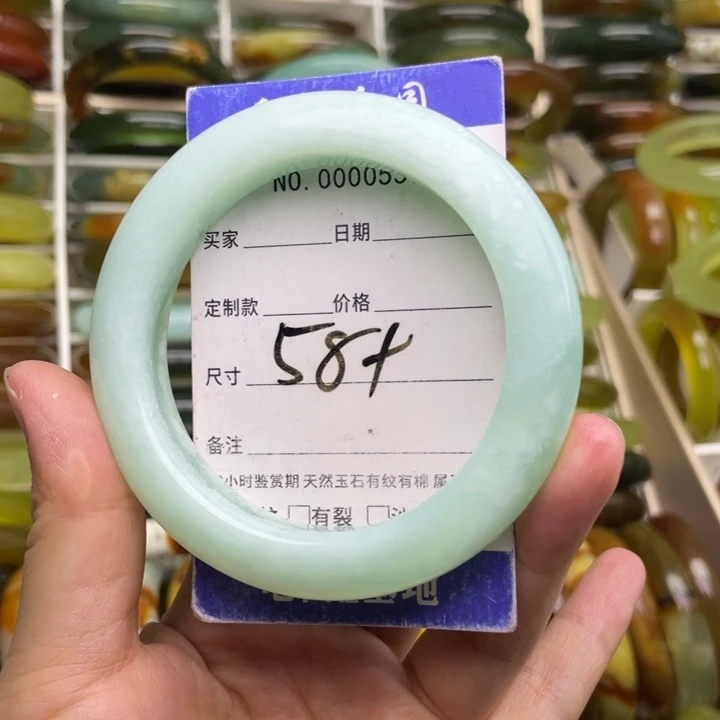 NO. 000055
买家 日期
定制款 价格
尺寸 58+
备注
小时鉴赏期 天然玉石有纹有棉 属
有裂